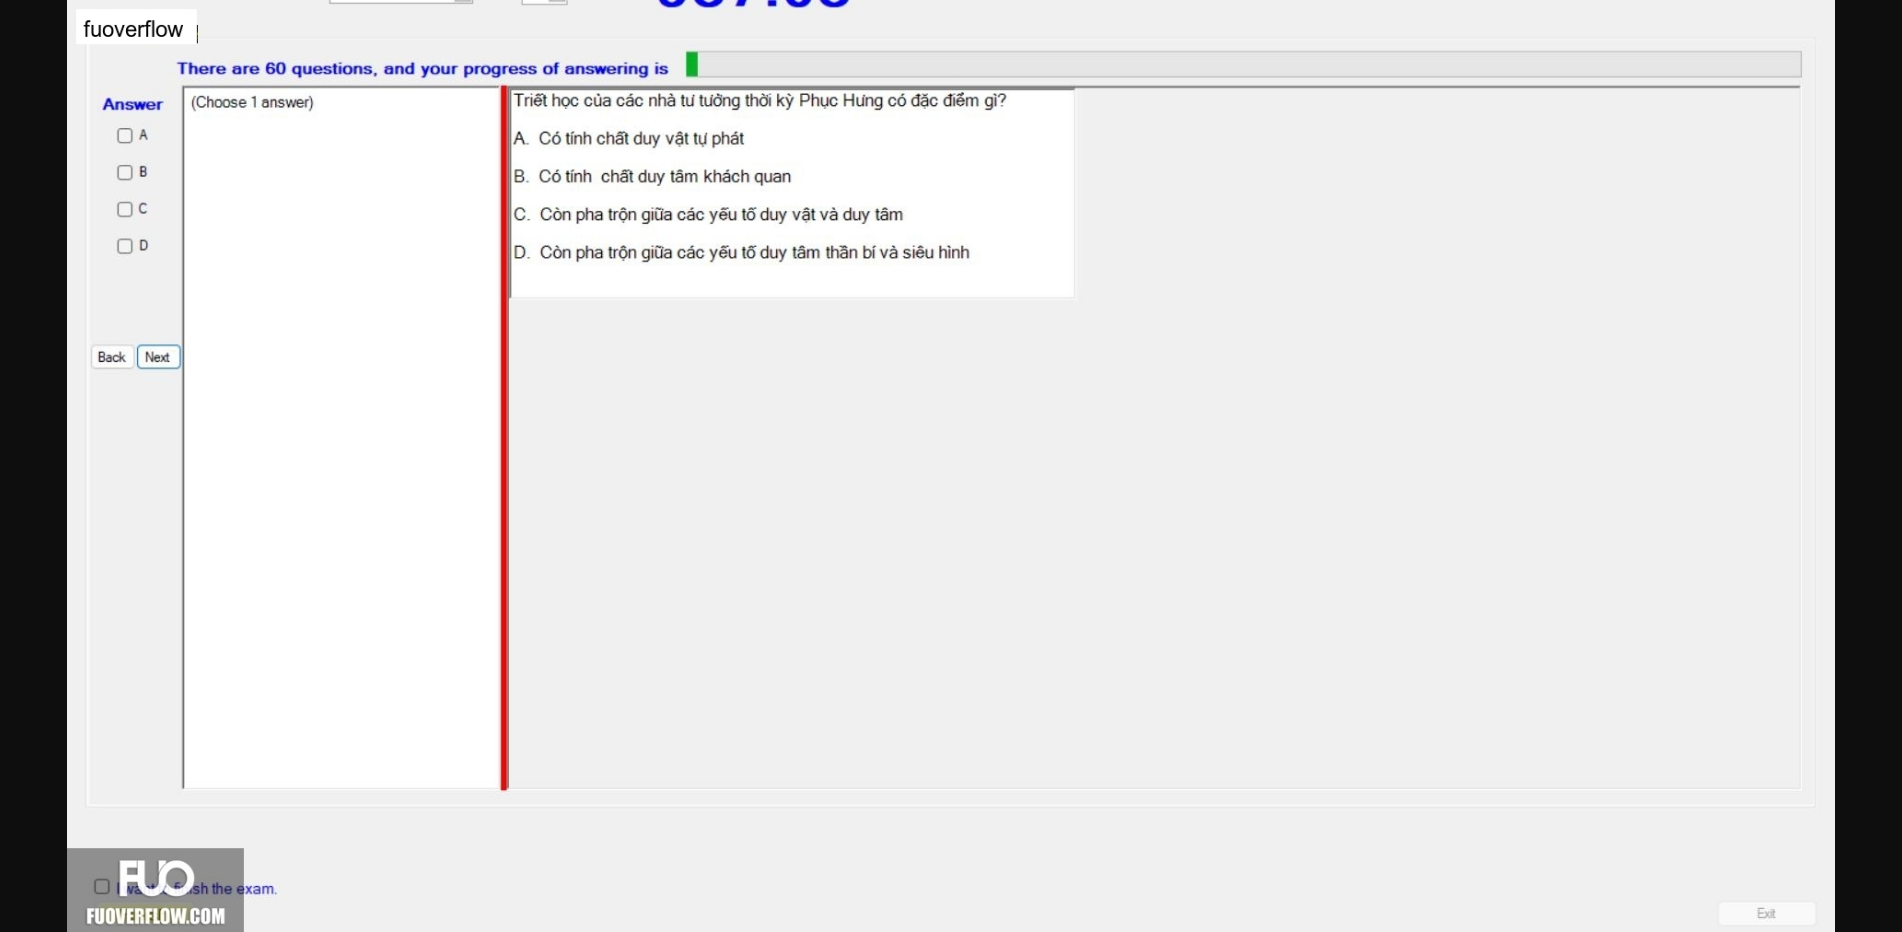 fuoverflow
There are 60 questions, and your progress of answering is
Answer
(Choose 1 answer)
A
B
C
D
Back
Next
Triết học của các nhà tư tưởng thời kỳ Phục Hưng có đặc điểm gì?
A. Có tính chất duy vật tự phát
B. Có tính chất duy tâm khách quan
C. Còn pha trộn giữa các yếu tố duy vật và duy tâm
D. Còn pha trộn giữa các yếu tố duy tâm thần bí và siêu hình
FUO
the exam.
FUOVERFLOW.COM
Exit